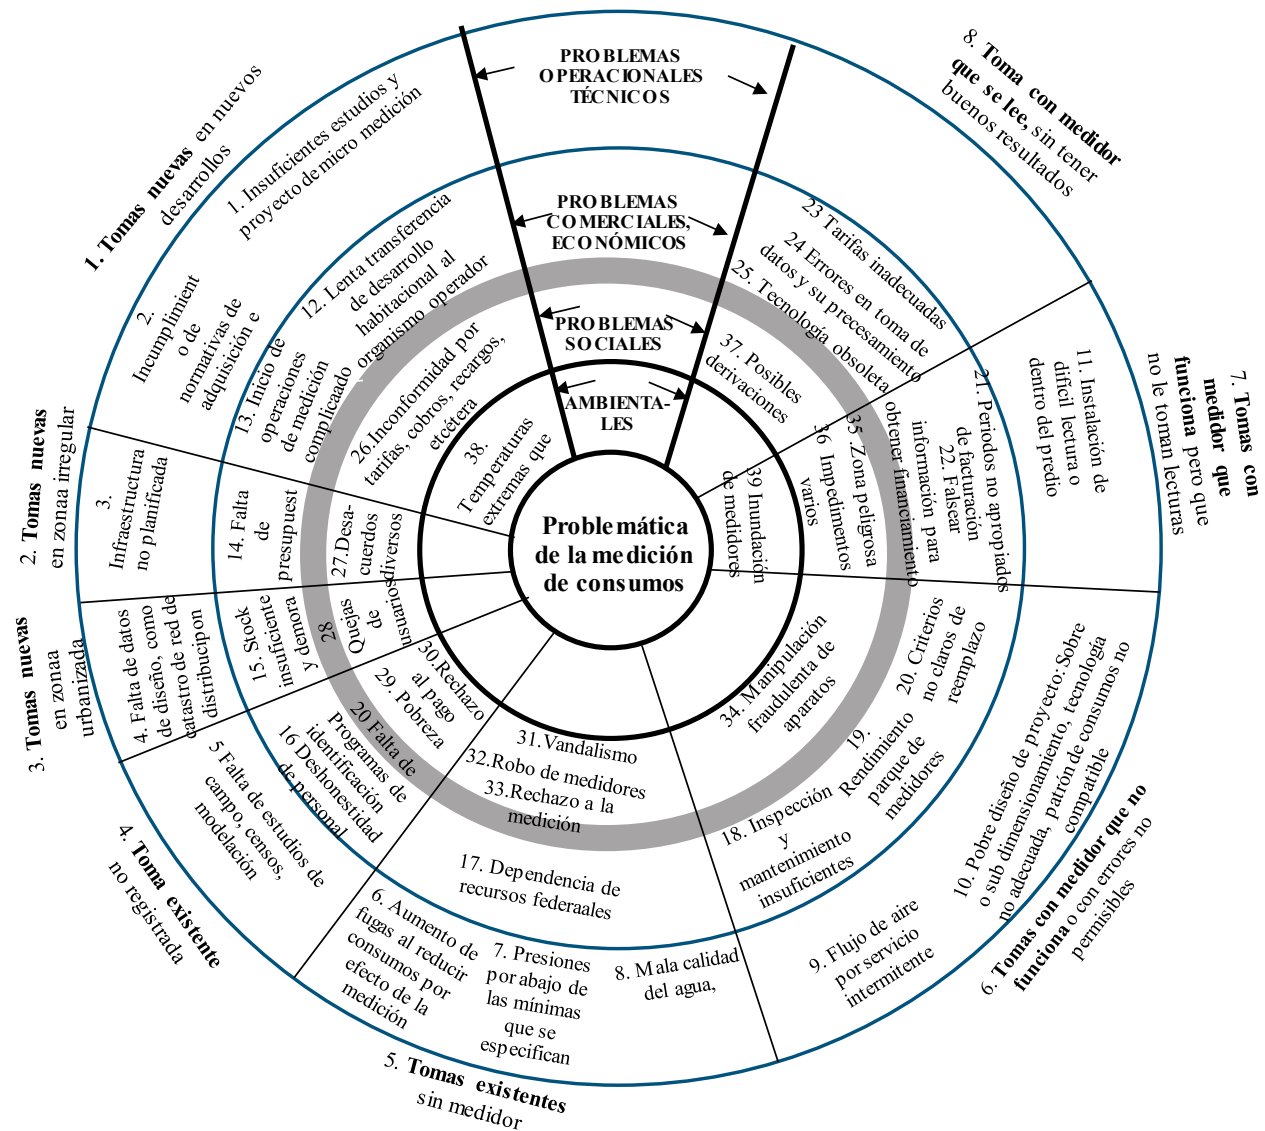 PROBLEMAS
OPERACIONALES
TÉCNICOS
PROBLEMAS
COMERCIALES,
ECONÓMICOS
PROBLEMAS
SOCIALES
AMBIENTA-
LES
Problemática
de la medición
de consumos
1. Tomas nuevas en nuevos
desarrollos
1. Insuficientes estudios y
proyecto de micro medición
2.
Incumplimient
o de
normativas de
adquisición e
12. Lenta transferencia
de desarrollo
habitacional al
organismo operador
13. Inicio de
operaciones
de medición
complicado
26.Inconformidad por
tarifas, cobros, recargos,
etcétera
38.
Temperaturas
extremas que
2. Tomas nuevas
en zonaa irregular
3.
Infraestructura
no planificada
14. Falta
de
presupuest
27.Desa-
cuerdos
diversos
3. Tomas nuevas
en zonaa
urbanizada
4. Falta de datos
de diseño, como
catastro de red de
distribucupon
15. Stock
insuficiente
y demora
28
Quejas
de
usuarios
4. Toma existente
no registrada
5 Falta de estudios de
campo, censos,
modelación
16 Deshonestidad
de personal
20 Falta de
Programas de
identificación
29. Pobreza
30.Rechazo
al pago
5. Tomas existentes
sin medidor
6. Aumento de
fugas al reducir
consumos por
efecto de la
medición
7. Presiones
por abajo de
las mínimas
que se
especifican
8. Mala calidad
del agua,
17. Dependencia de
recursos federaales
31.Vandalismo
32.Robo de medidores
33.Rechazo a la
medición
6. Tomas con medidor que no
funciona o con errores no
permisibles
9. Flujo de aire
por servicio
intermitente
10. Pobre diseño de proyecto: Sobre
o sub dimensionamiento, tecnología
no adecuada, patrón de consumos no
compatible
18. Inspección
y
mantenimiento
insuficientes
19.
Rendimiento
parque de
medidores
20. Criterios
no claros de
reemplazo
34. Manipulación
fraudulenta de
aparatos
7. Tomas con
medidor que
funciona pero que
no le toman lecturas
11. Instalación de
difícil lectura o
dentro del predio
21. Periodos no apropiados
de facturación
22. Falsear
información para
obtener financiamiento
35 .Zona peligrosa
36 Impedimentos
varios
39 Inundación
de medidores
8. Toma con medidor
que se lee, sin tener
buenos resultados
23 Tarifas inadecuadas
24 Errores en toma de
datos y su precesamiento
25. Tecnología obsoleta
37. Posibles
derivaciones